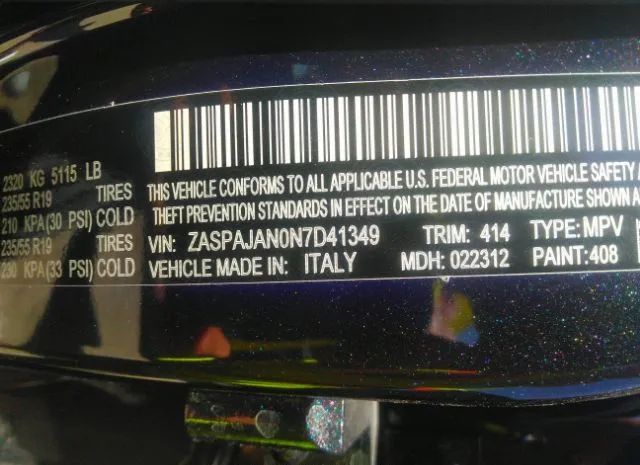 2320 KG 5115 LB
235/55 R19 TIRES
210 KPA(30 PSI) COLD
235/55 R19 TIRES
230 KPA(33 PSI) COLD
THIS VEHICLE CONFORMS TO ALL APPLICABLE U.S. FEDERAL MOTOR VEHICLE SAFETY
THEFT PREVENTION STANDARDS IN EFFECT ON THE DATE OF MANUFACTURE SHOWN
VIN: ZASPAJAN0N7D41349 TRIM: 414 TYPE: MPV
VEHICLE MADE IN: ITALY MDH: 022312 PAINT: 408